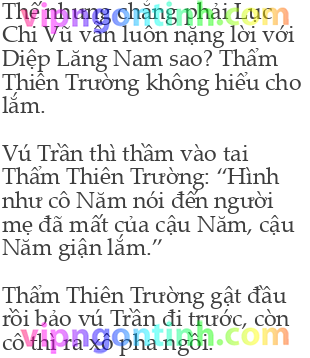 Thế nhưng chẳng phải Lục
Chi Vũ vẫn luôn nặng lời với
Diệp Lăng Nam sao? Thẩm
Thiên Trường không hiểu cho
lắm.
Vú Trần thì thầm vào tai
Thẩm Thiên Trường: “Hình
như cô Năm nói đến người
mẹ đã mất của cậu Năm, cậu
Năm giận lắm.”
Thẩm Thiên Trường gật đầu
rồi bảo vú Trần đi trước, còn
cô thì ra xô pha ngồi.
vipngontinh.com
vipngontinh.com